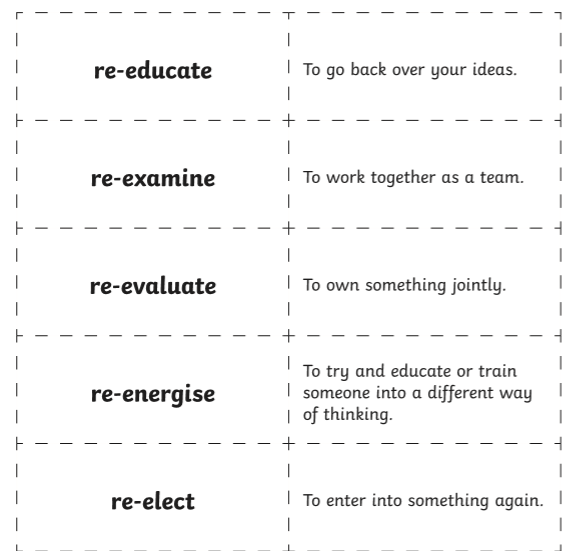 re-educate
To go back over your ideas.
re-examine
To work together as a team.
re-evaluate
To own something jointly.
re-energise
To try and educate or train
someone into a different way
of thinking.
re-elect
To enter into something again.